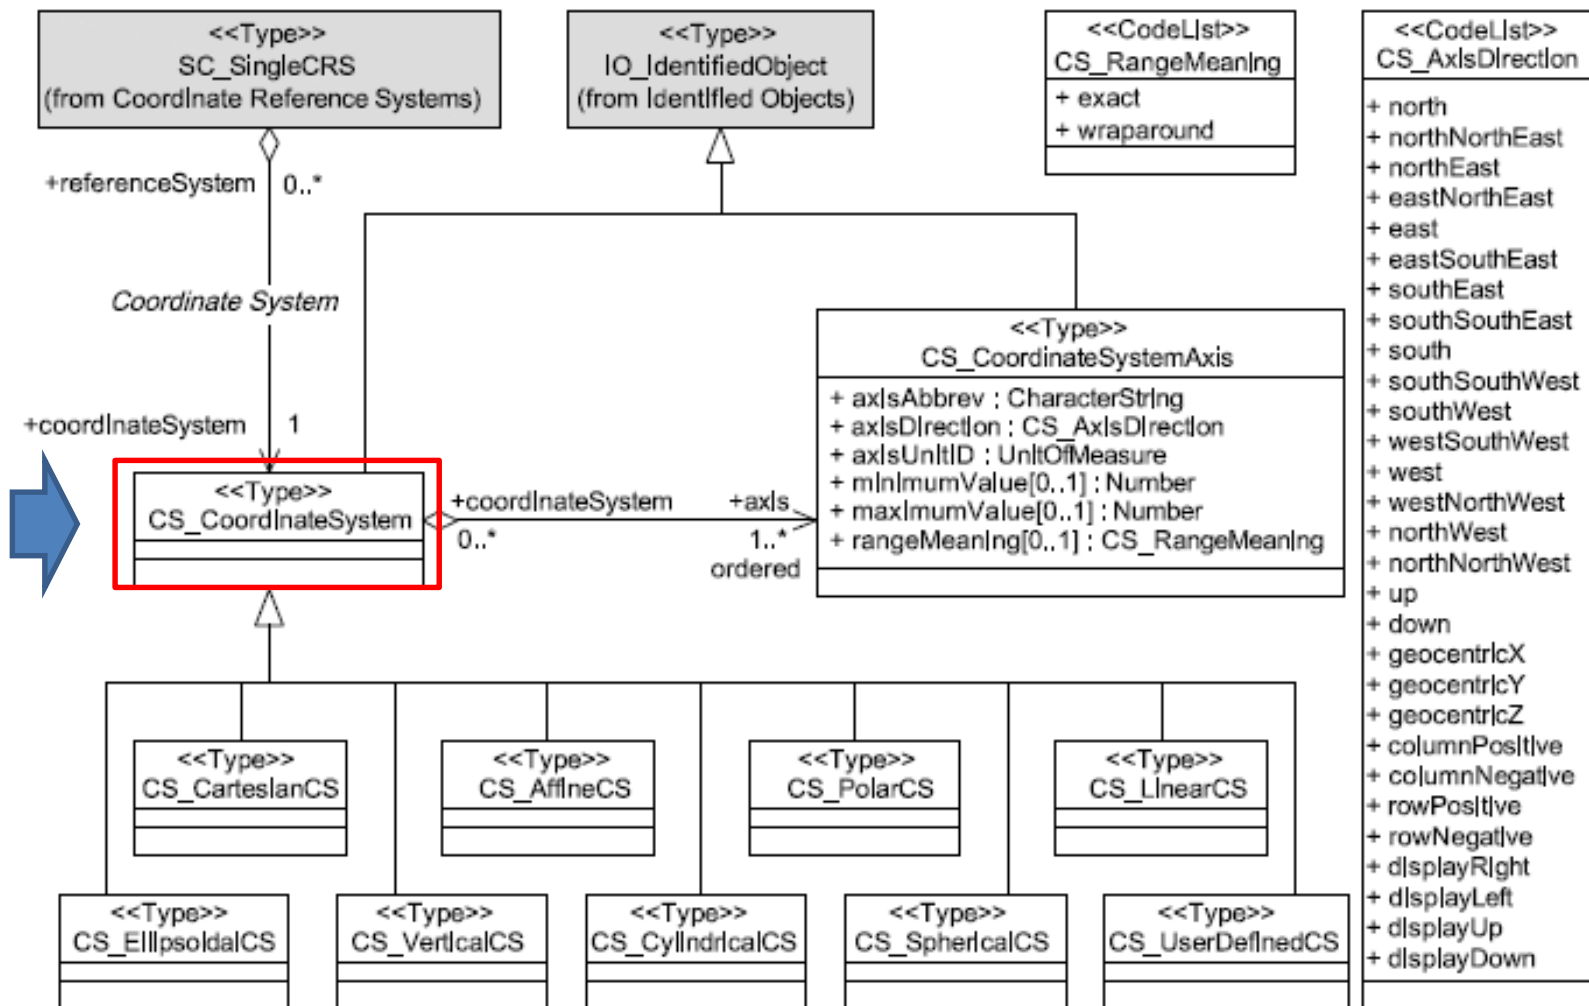 <<Type>>
SC_SingleCRS
(from Coordinate Reference Systems)
<<Type>>
IO_IdentifiedObject
(from Identified Objects)
<<CodeList>>
CS_RangeMeaning
+ exact
+ wraparound
<<CodeList>>
CS_AxisDirection
+ north
+ northNorthEast
+ northEast
+ eastNorthEast
+ east
+ eastSouthEast
+ southEast
+ southSouthEast
+ south
+ southSouthWest
+ southWest
+ westSouthWest
+ west
+ westNorthWest
+ northWest
+ northNorthWest
+ up
+ down
+ geocentricX
+ geocentricY
+ geocentricZ
+ columnPositive
+ columnNegative
+ rowPositive
+ rowNegative
+ displayRight
+ displayLeft
+ displayUp
+ displayDown
+referenceSystem 0..*
Coordinate System
+coordinateSystem 1
<<Type>>
CS_CoordinateSystem
+coordinateSystem +axis
0..* 1..*
ordered
<<Type>>
CS_CoordinateSystemAxis
+ axisAbbrev : CharacterString
+ axisDirection : CS_AxisDirection
+ axisUnitID : UnitOfMeasure
+ minimumValue[0..1] : Number
+ maximumValue[0..1] : Number
+ rangeMeaning[0..1] : CS_RangeMeaning
<<Type>>
CS_CartesianCS
<<Type>>
CS_AffineCS
<<Type>>
CS_PolarCS
<<Type>>
CS_LinearCS
<<Type>>
CS_EllipsoidalCS
<<Type>>
CS_VerticalCS
<<Type>>
CS_CylindricalCS
<<Type>>
CS_SphericalCS
<<Type>>
CS_UserDefinedCS